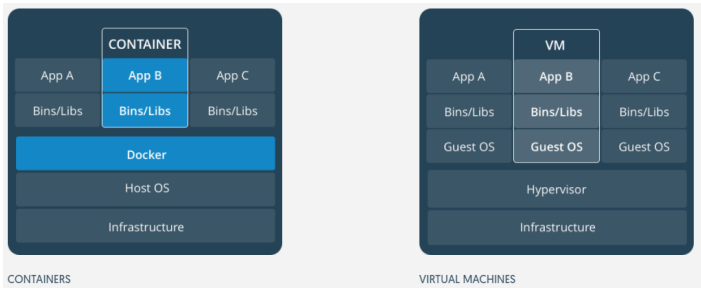 CONTAINER
App A App B App C
Bins/Libs Bins/Libs Bins/Libs
Docker
Host OS
Infrastructure
CONTAINERS
VM
App A App B App C
Bins/Libs Bins/Libs Bins/Libs
Guest OS Guest OS Guest OS
Hypervisor
Infrastructure
VIRTUAL MACHINES